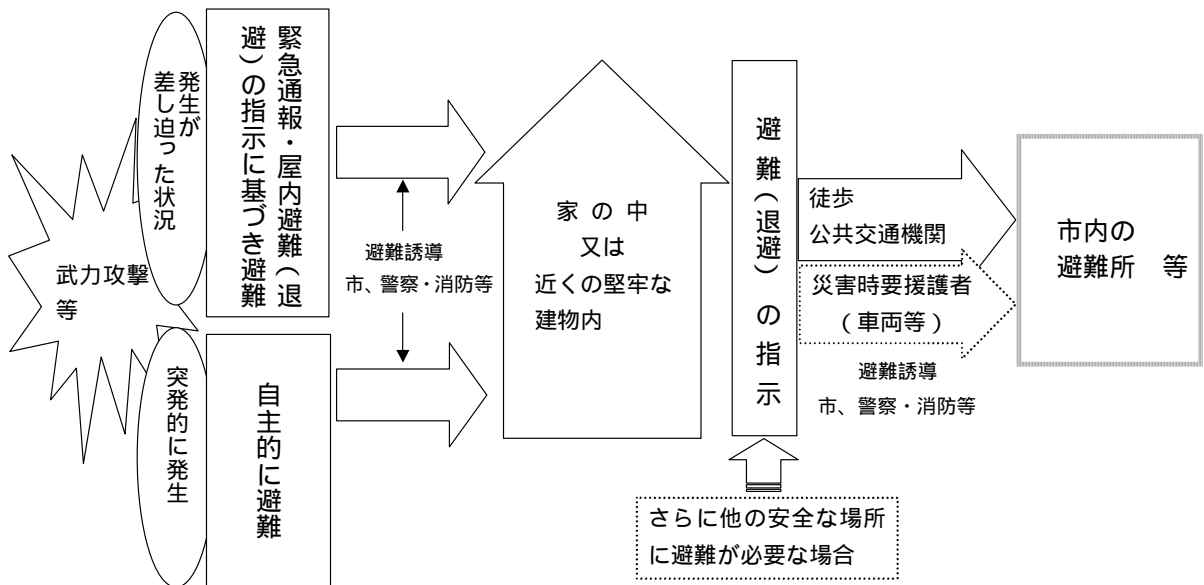 武力攻撃
等
発生が
差し迫った状況
緊急通報・屋内避難(退
避)の指示に基づき避難
突発的に発生
自主的に避難
避難誘導
市、警察・消防等
家の中
又は
近くの堅牢な
建物内
避難(退避)の指示
さらに他の安全な場所
に避難が必要な場合
徒歩
公共交通機関
災害時要援護者
(車両等)
避難誘導
市、警察・消防等
市内の
避難所 等